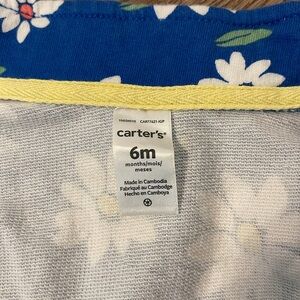 carter's®
6m
months/mois/
meses
Made in Cambodia
Fabriqué au Cambodge
Hecho en Camboya